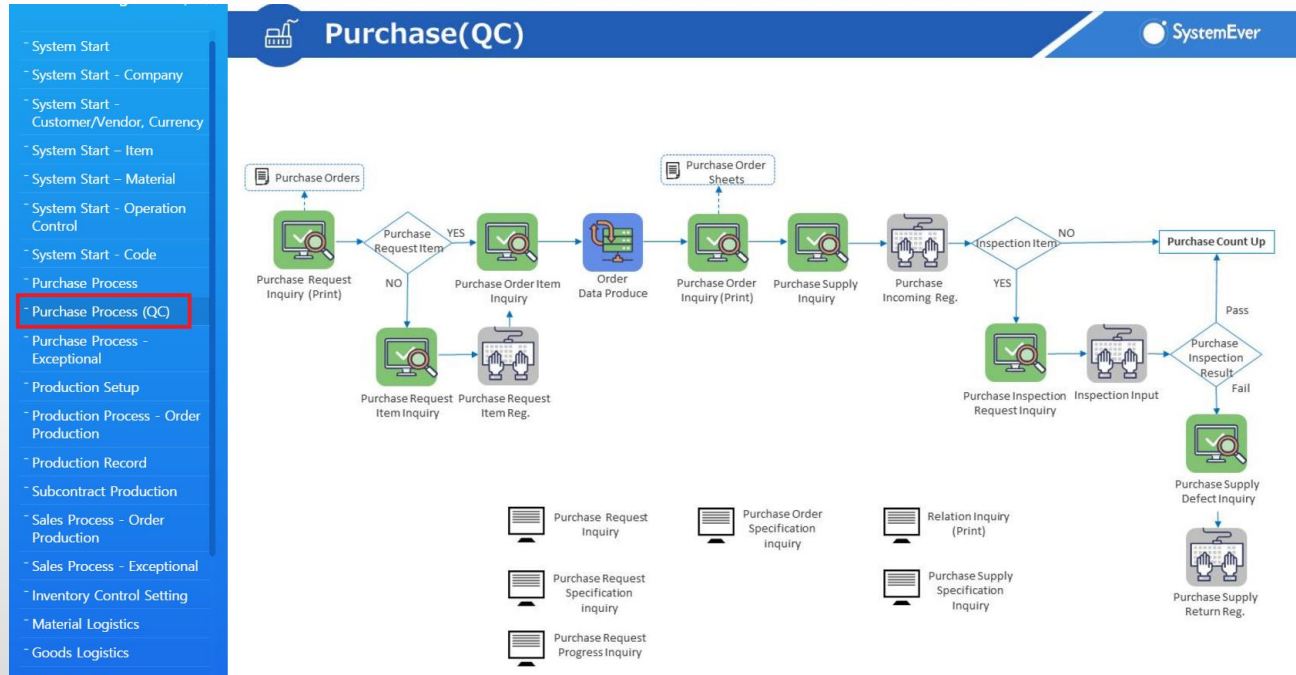 Purchase(QC)
SystemEver
System Start
System Start - Company
System Start -
Customer/Vendor, Currency
System Start – Item
System Start – Material
System Start - Operation
Control
System Start - Code
Purchase Process
Purchase Process (QC)
Purchase Process -
Exceptional
Production Setup
Production Process - Order
Production
Production Record
Subcontract Production
Sales Process - Order
Production
Sales Process - Exceptional
Inventory Control Setting
Material Logistics
Goods Logistics
Purchase Orders
Purchase Order
Sheets
Purchase Request
Inquiry (Print)
Purchase
Request Item
YES
NO
Purchase Order Item
Inquiry
Order
Data Produce
Purchase Order
Inquiry (Print)
Purchase Supply
Inquiry
Purchase
Incoming Reg.
Inspection Item
NO
YES
Purchase Count Up
Purchase Request
Item Inquiry
Purchase Request
Item Reg.
Purchase Inspection
Request Inquiry
Inspection Input
Pass
Purchase
Inspection
Result
Fail
Purchase Supply
Defect Inquiry
Purchase Supply
Return Reg.
Purchase Request
Inquiry
Purchase Order
Specification
inquiry
Relation Inquiry
(Print)
Purchase Request
Specification
inquiry
Purchase Supply
Specification
Inquiry
Purchase Request
Progress Inquiry